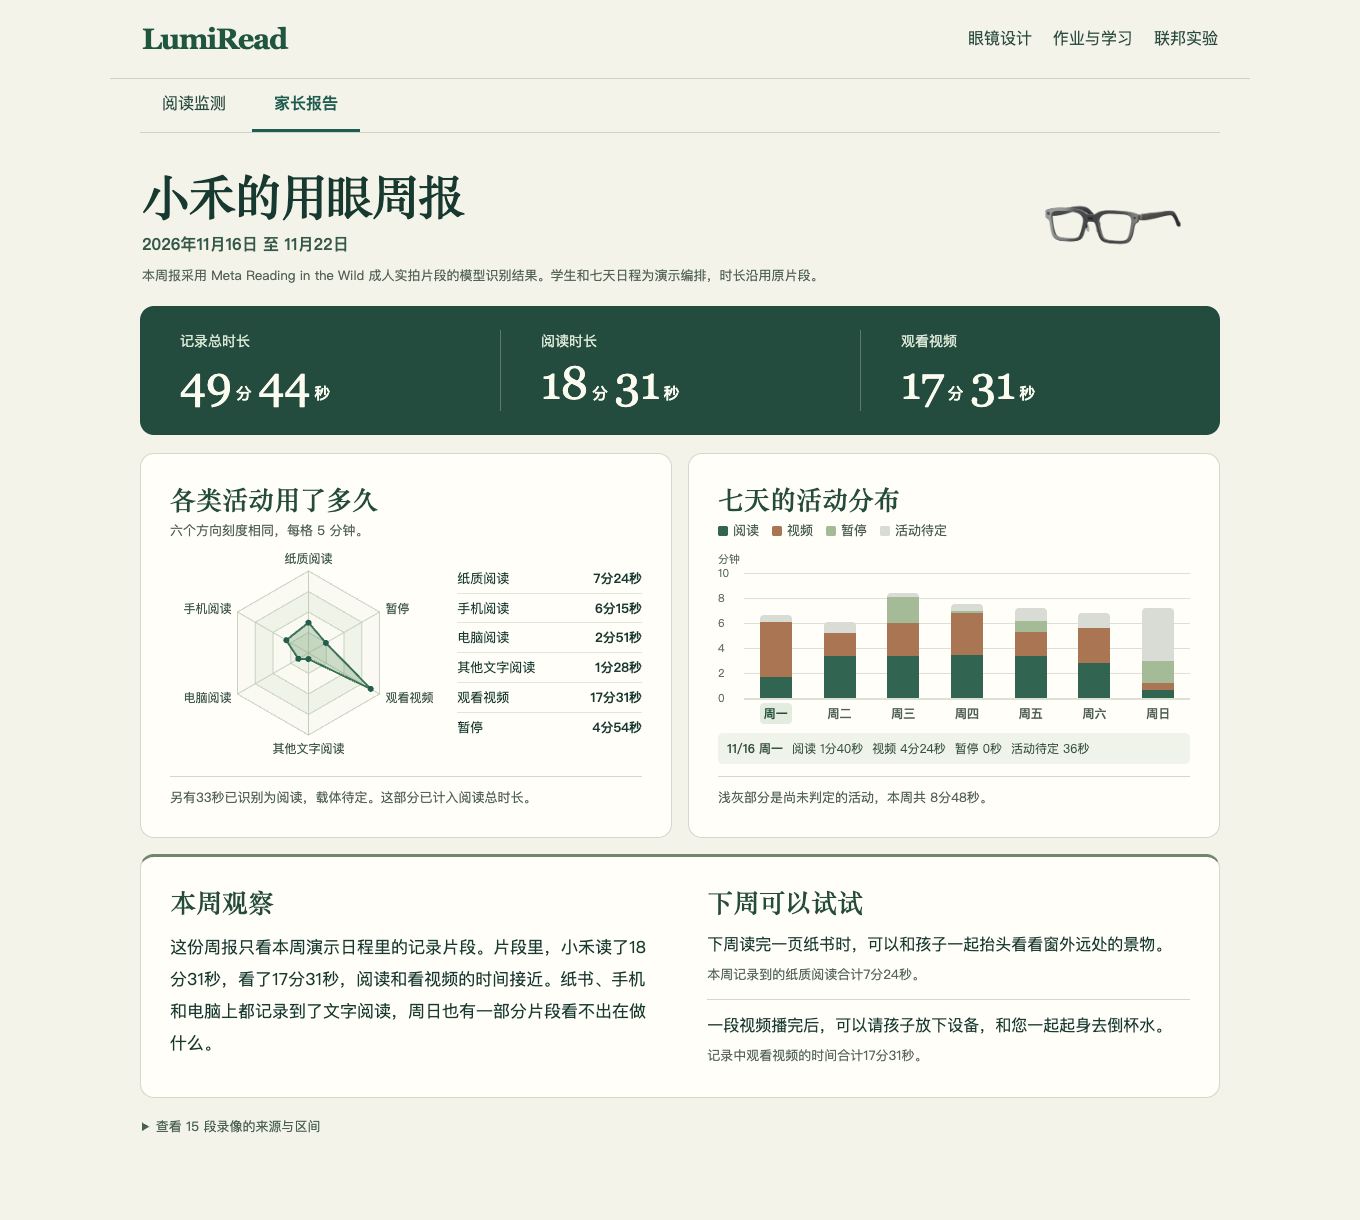 LumiRead
眼镜设计 作业与学习 联邦实验
阅读监测 家长报告
小禾的用眼周报
2026年11月16日 至 11月22日
本周报采用 Meta Reading in the Wild 成人实拍片段的模型识别结果。学生和七天日程为演示编排，时长沿用原片段。
记录总时长
49分44秒
阅读时长
18分31秒
观看视频
17分31秒
各类活动用了多久
六个方向刻度相同，每格 5 分钟。
纸质阅读
手机阅读
暂停
电脑阅读
观看视频
其他文字阅读
纸质阅读 7分24秒
手机阅读 6分15秒
电脑阅读 2分51秒
其他文字阅读 1分28秒
观看视频 17分31秒
暂停 4分54秒
另有33秒已识别为阅读，载体待定。这部分已计入阅读总时长。
七天的活动分布
阅读 视频 暂停 活动待定
分钟
10
8
6
4
2
0
周一 周二 周三 周四 周五 周六 周日
11/16 周一 阅读 1分40秒 视频 4分24秒 暂停 0秒 活动待定 36秒
浅灰部分是尚未判定的活动，本周共 8分48秒。
本周观察
这份周报只看本周演示日程里的记录片段。片段里，小禾读了18
分31秒，看了17分31秒，阅读和看视频的时间接近。纸书、手机
和电脑上都记录到了文字阅读，周日也有一部分片段看不出在做
什么。
下周可以试试
下周读完一页纸书时，可以和孩子一起抬头看看窗外远处的景物。
本周记录到的纸质阅读合计7分24秒。
一段视频播完后，可以请孩子放下设备，和您一起起身去倒杯水。
记录中观看视频的时间合计17分31秒。
查看 15 段录像的来源与区间